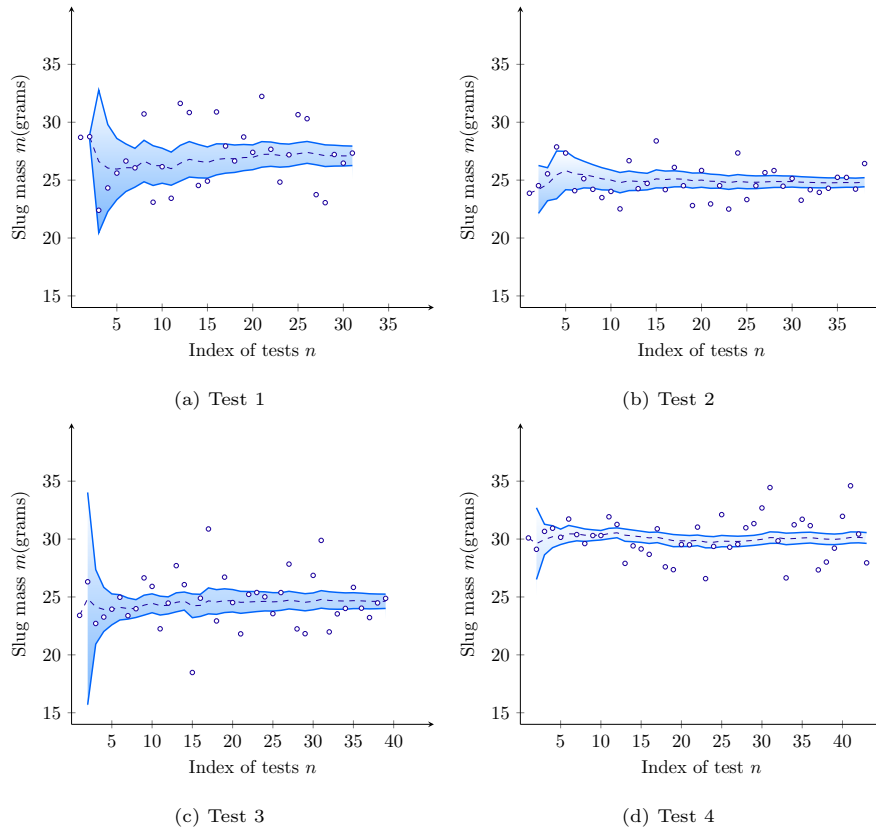 35
30
25
20
15
Slug mass m(grams)
5 10 15 20 25 30 35
Index of tests n
(a) Test 1
35
30
25
20
15
Slug mass m(grams)
5 10 15 20 25 30 35
Index of tests n
(b) Test 2
35
30
25
20
15
Slug mass m(grams)
5 10 15 20 25 30 35 40
Index of tests n
(c) Test 3
35
30
25
20
15
Slug mass m(grams)
5 10 15 20 25 30 35 40
Index of test n
(d) Test 4